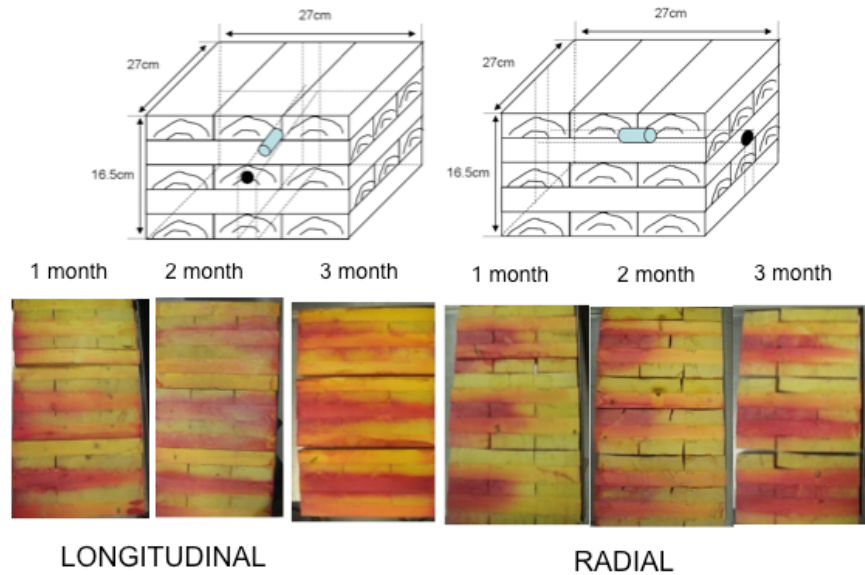 27cm
27cm
27cm
27cm
16.5cm
16.5cm
1 month
2 month
3 month
1 month
2 month
3 month
LONGITUDINAL
RADIAL